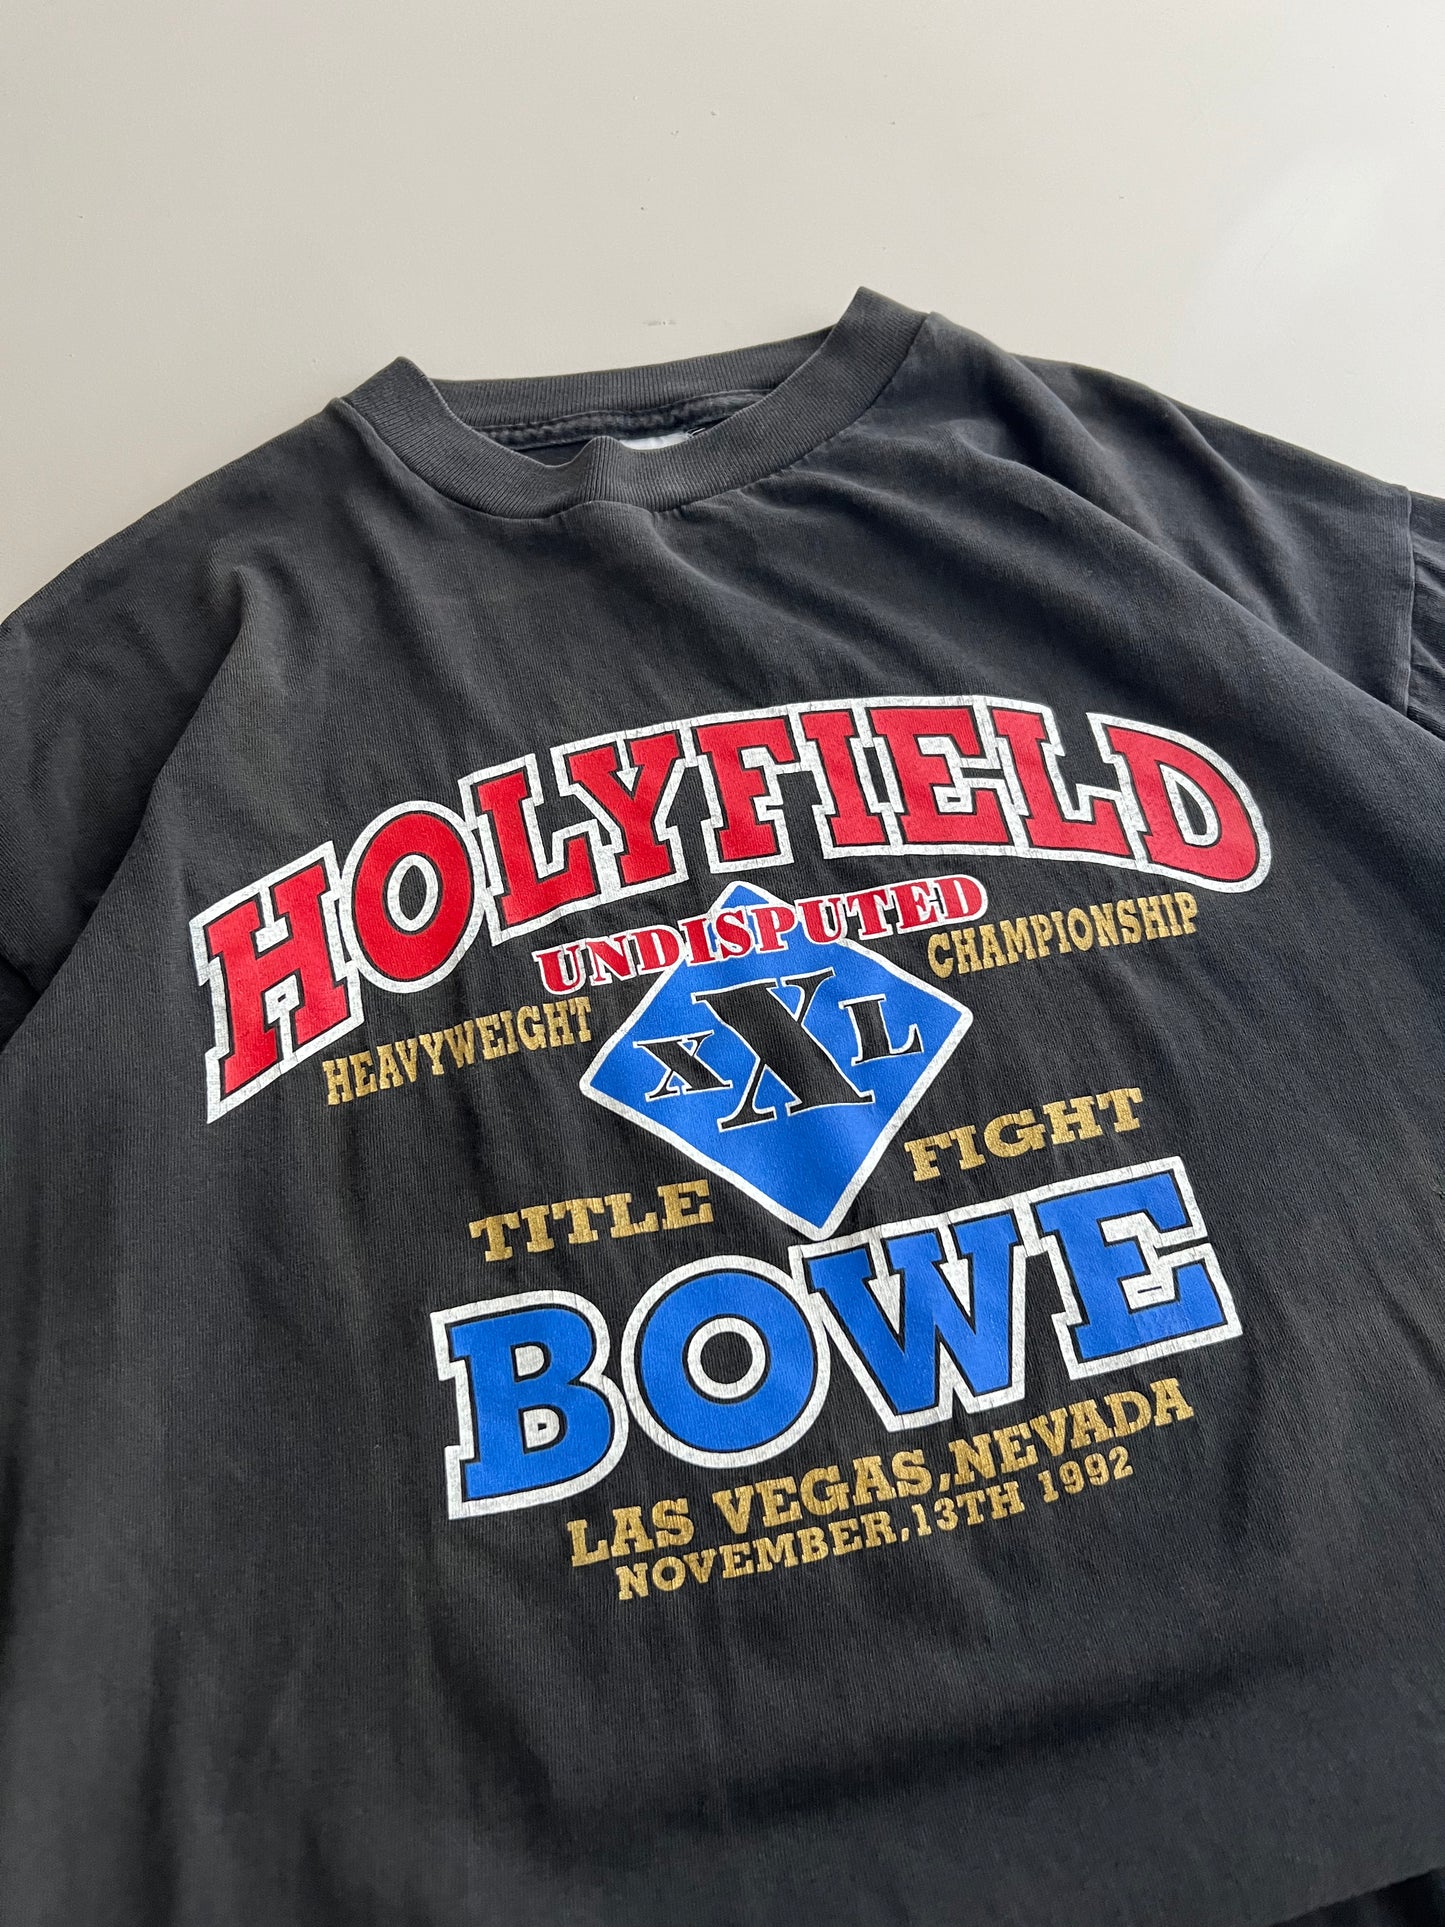 HOLYFIELD
UNDISPUTED
HEAVYWEIGHT CHAMPIONSHIP
XXL
TITLE FIGHT
BOWE
LAS VEGAS, NEVADA
NOVEMBER, 13TH 1992